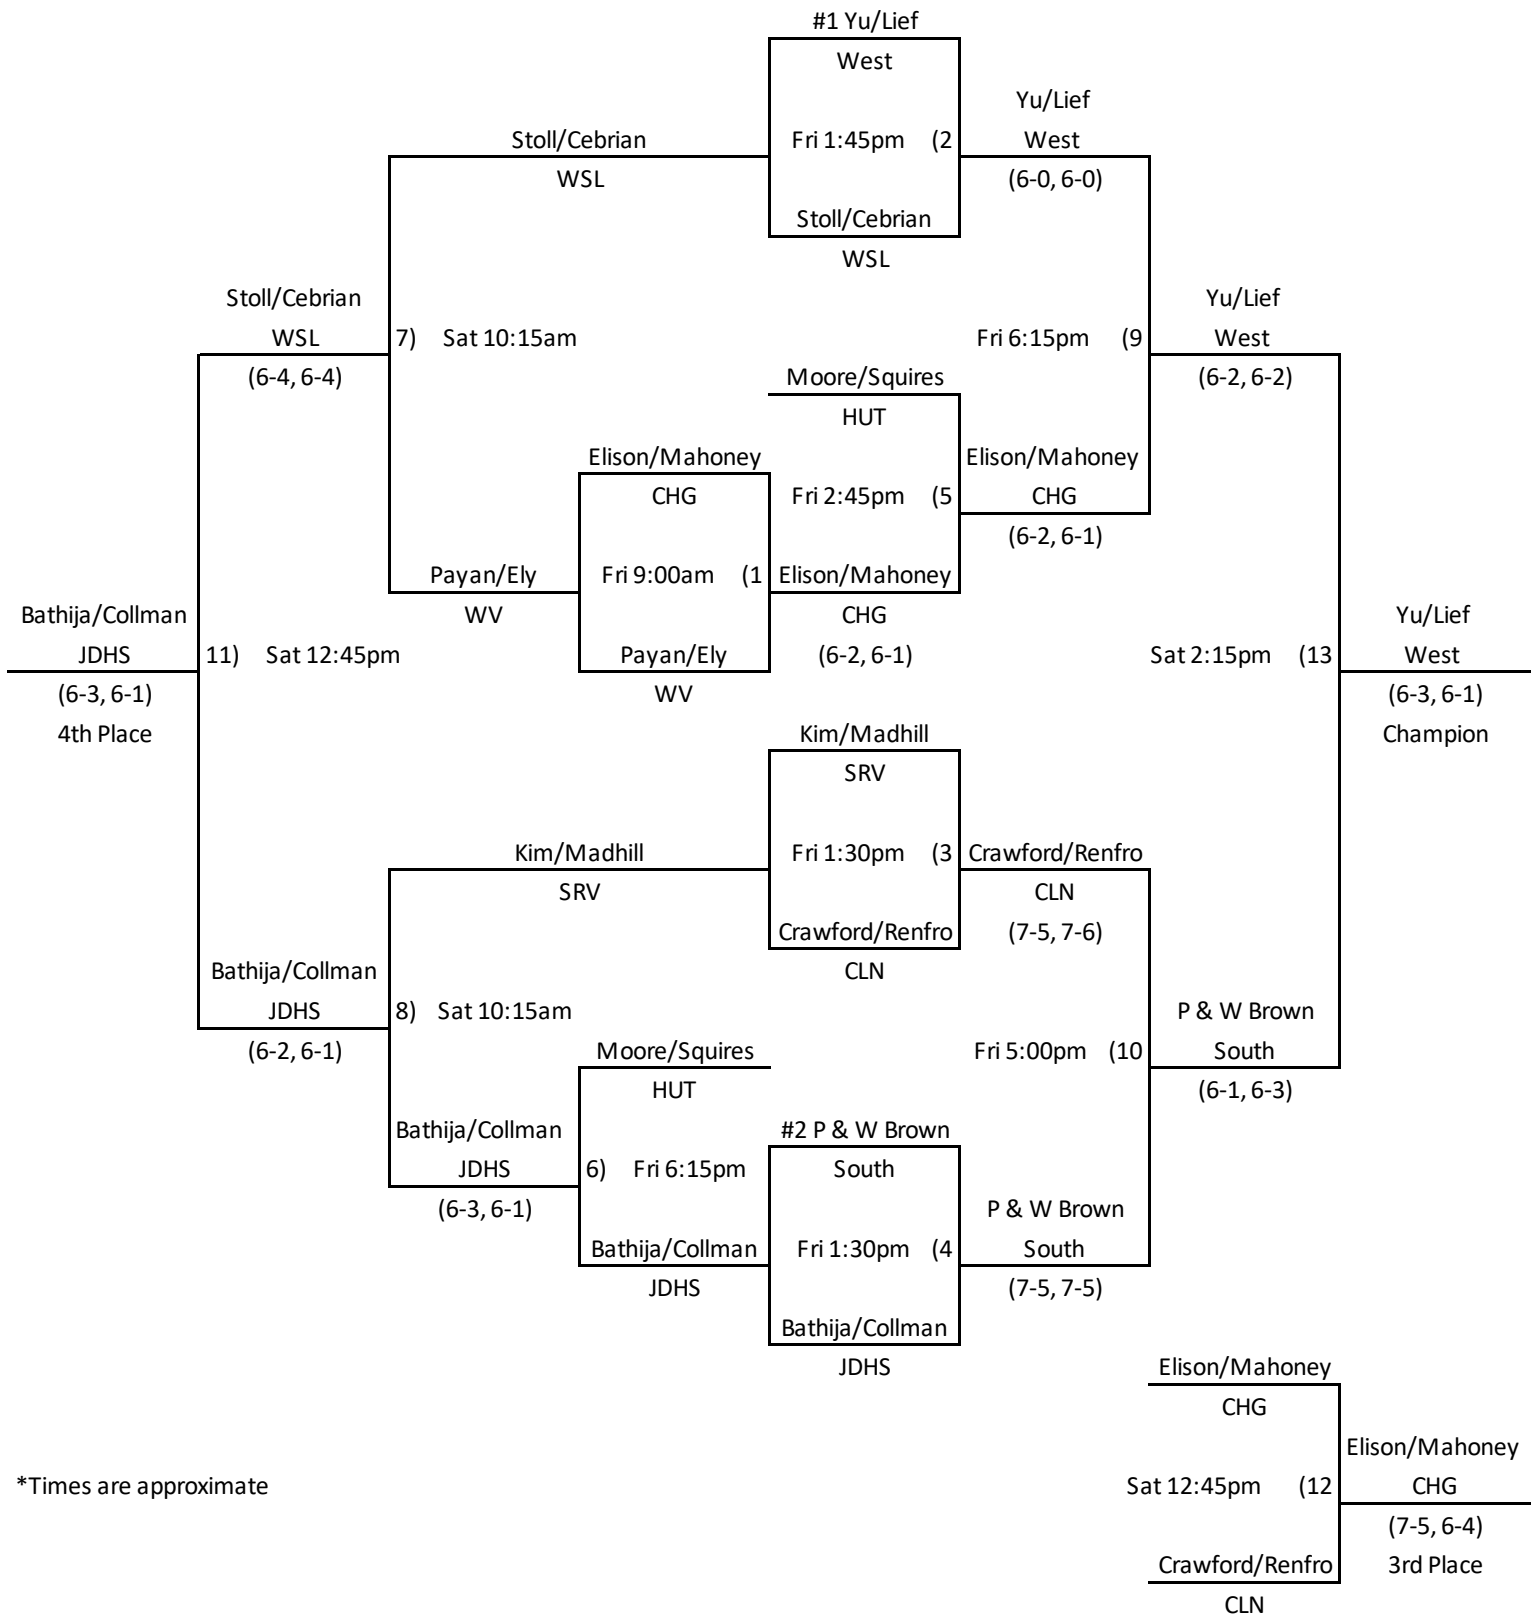 #1 Yu/Lief
West
Yu/Lief
Stoll/Cebrian Fri 1:45pm (2 West
WSL (6-0, 6-0)
Stoll/Cebrian
WSL
Stoll/Cebrian Yu/Lief
WSL 7) Sat 10:15am Fri 6:15pm (9 West
(6-4, 6-4) Moore/Squires (6-2, 6-2)
HUT
Elison/Mahoney Elison/Mahoney
CHG Fri 2:45pm (5 CHG
(6-2, 6-1)
Payan/Ely Fri 9:00am (1 Elison/Mahoney
Bathija/Collman WV CHG Yu/Lief
JDHS 11) Sat 12:45pm Payan/Ely (6-2, 6-1) Sat 2:15pm (13 West
(6-3, 6-1) WV (6-3, 6-1)
4th Place Kim/Madhill Champion
SRV
Kim/Madhill Fri 1:30pm (3 Crawford/Renfro
SRV CLN
Crawford/Renfro (7-5, 7-6)
Bathija/Collman CLN
JDHS 8) Sat 10:15am P & W Brown
(6-2, 6-1) Moore/Squires Fri 5:00pm (10 South
HUT (6-1, 6-3)
Bathija/Collman #2 P & W Brown
JDHS 6) Fri 6:15pm South
(6-3, 6-1) P & W Brown
Bathija/Collman Fri 1:30pm (4 South
JDHS (7-5, 7-5)
Bathija/Collman
JDHS Elison/Mahoney
CHG
Elison/Mahoney
*Times are approximate Sat 12:45pm (12 CHG
(7-5, 6-4)
Crawford/Renfro 3rd Place
CLN